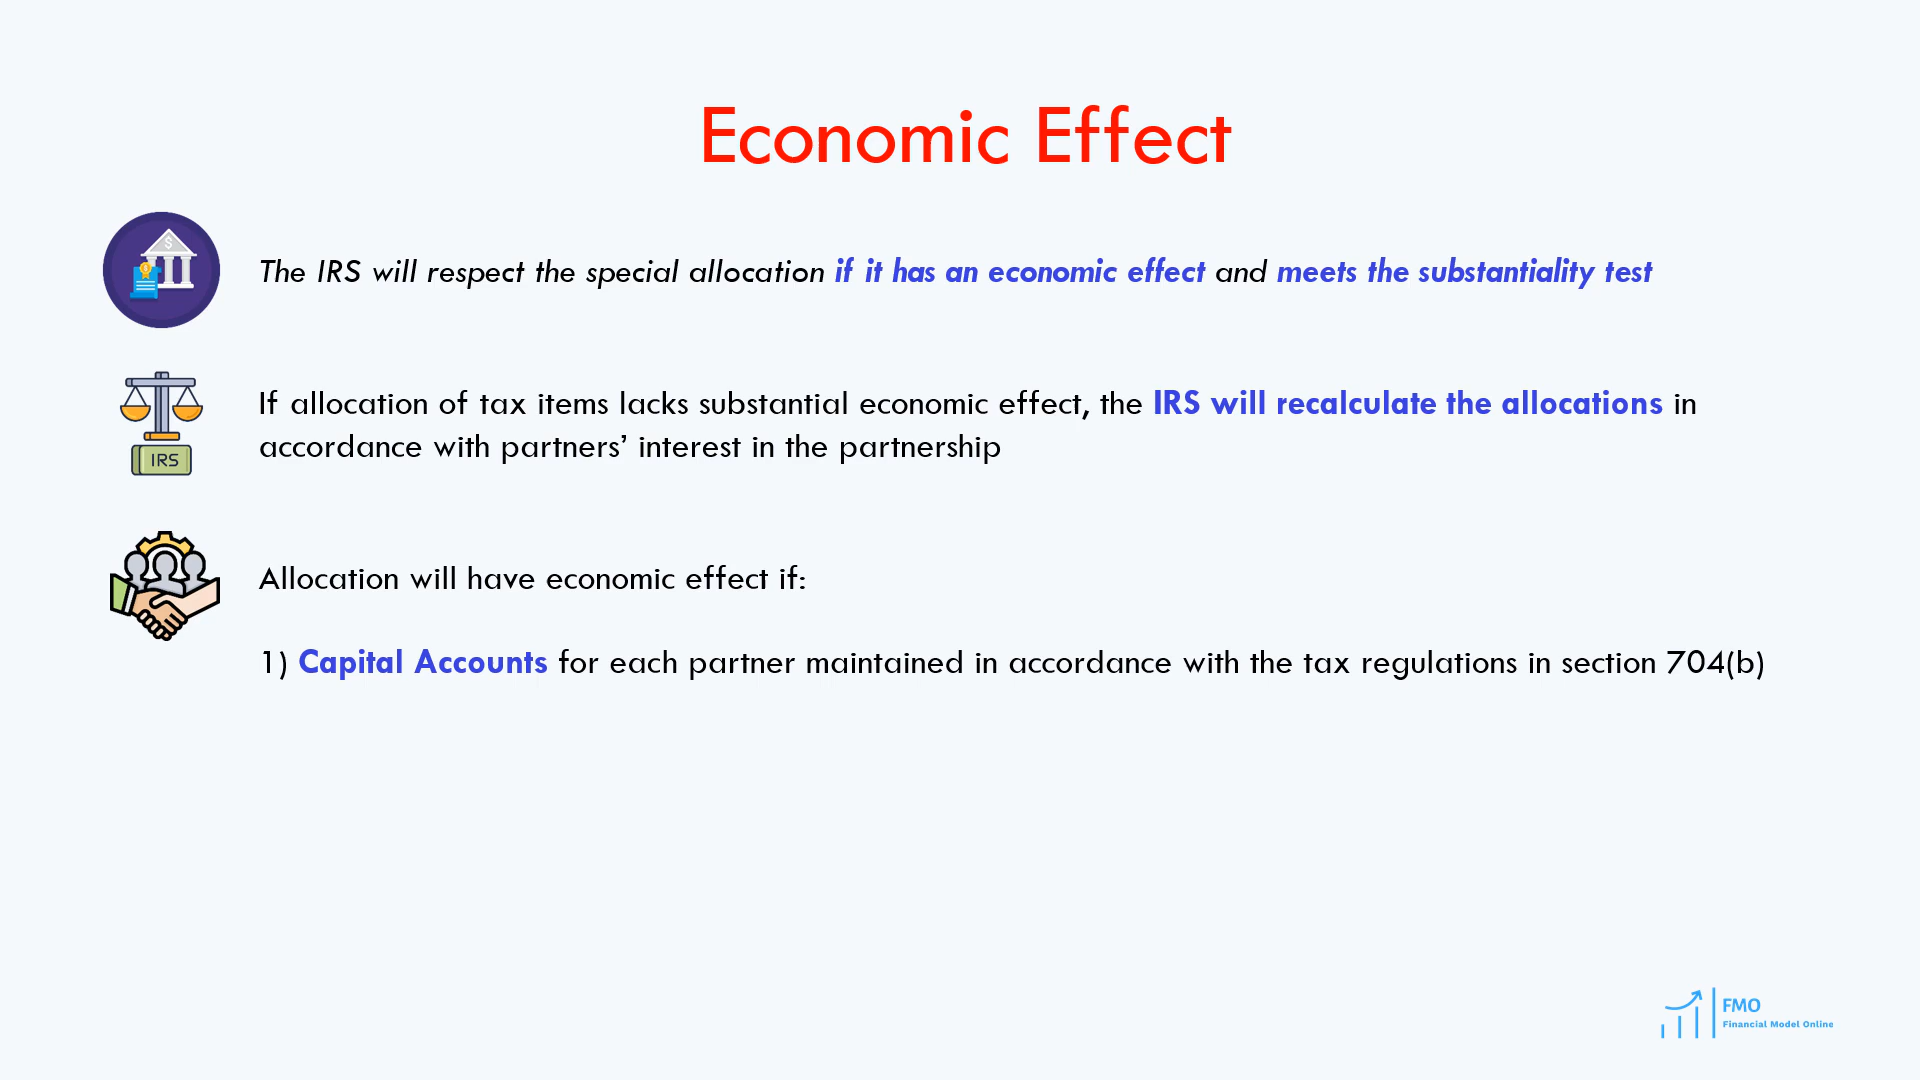 Economic Effect
The IRS will respect the special allocation if it has an economic effect and meets the substantiality test
If allocation of tax items lacks substantial economic effect, the IRS will recalculate the allocations in
accordance with partners’ interest in the partnership
IRS
Allocation will have economic effect if:
1) Capital Accounts for each partner maintained in accordance with the tax regulations in section 704(b)
FMO
Financial Model Online